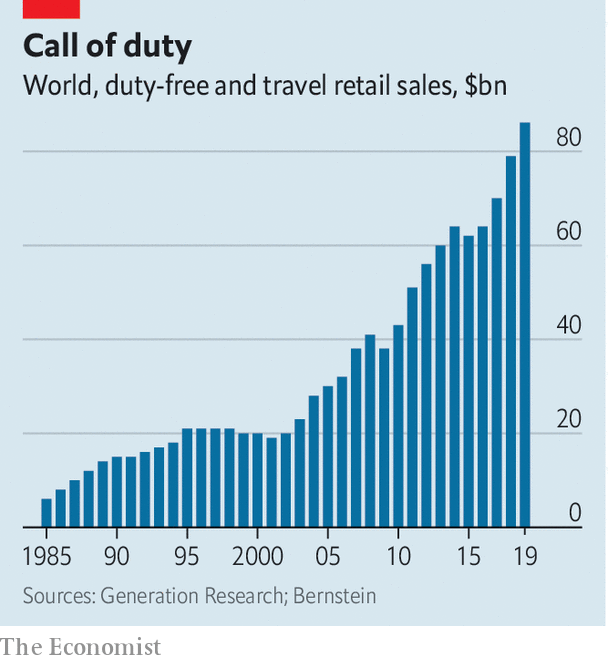 Call of duty
World, duty-free and travel retail sales, $bn
80
60
40
20
0
1985 90 95 2000 05 10 15 19
Sources: Generation Research; Bernstein
The Economist